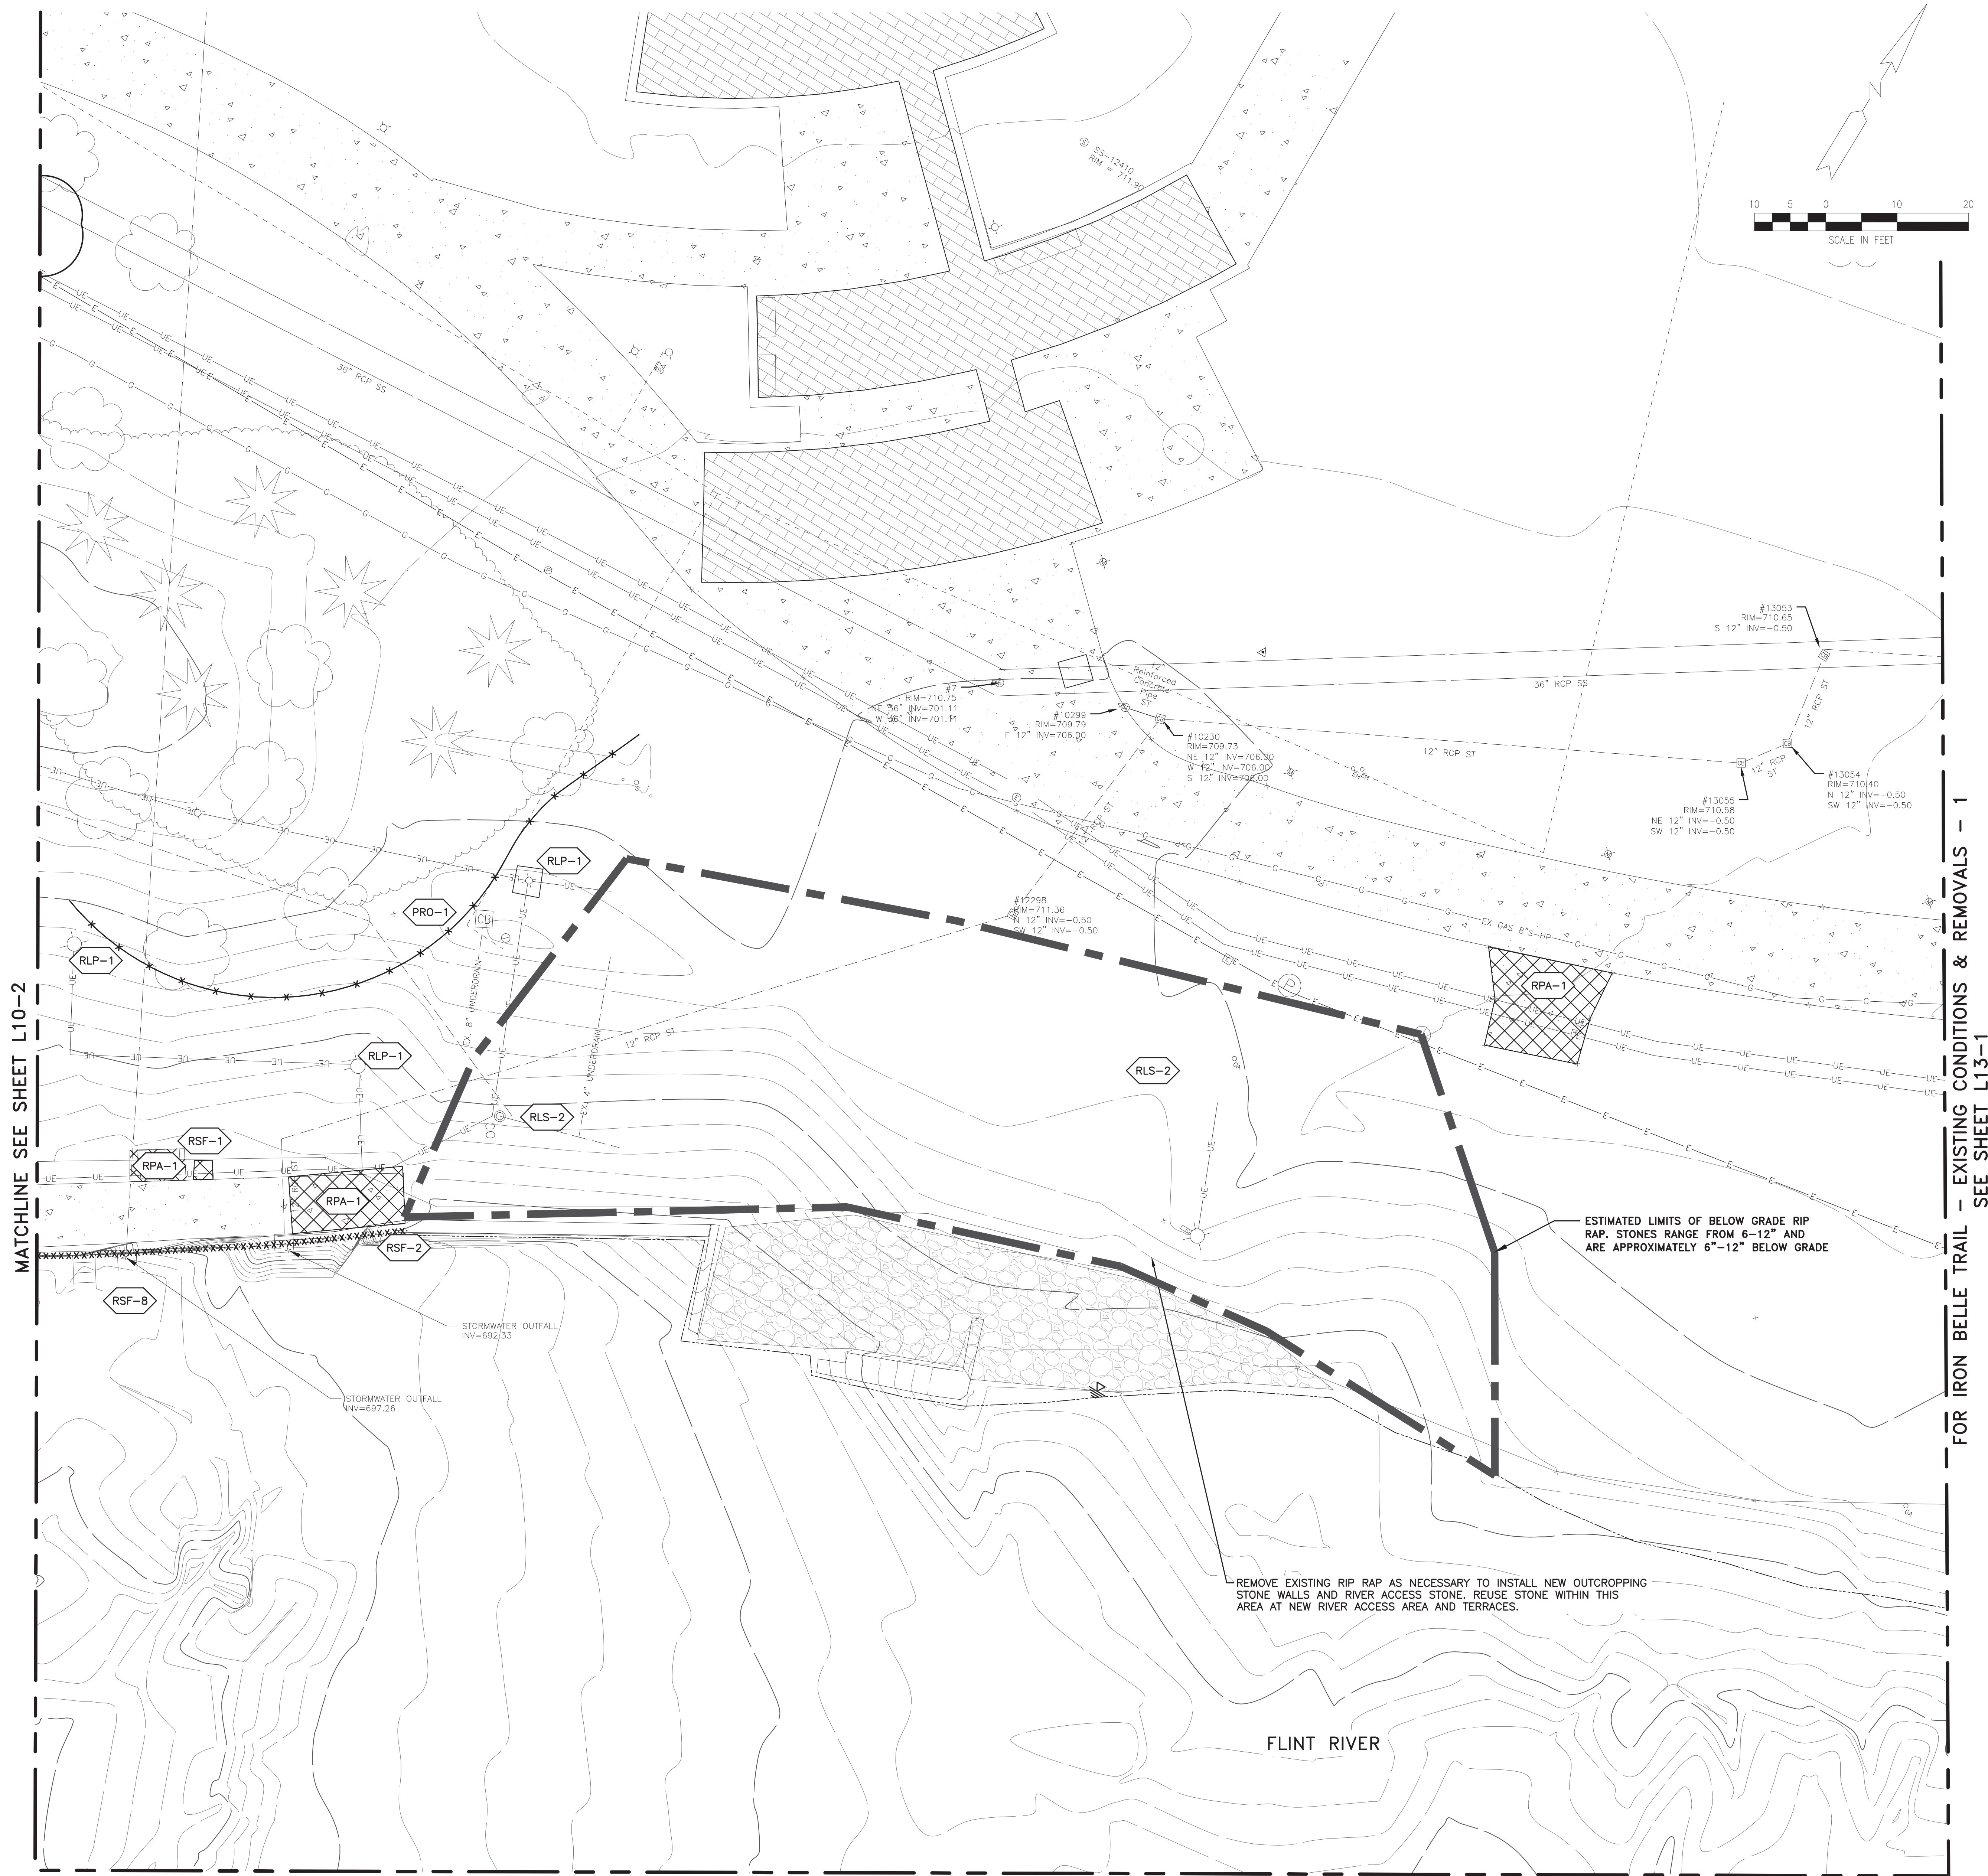 N
10 5 0 10 20
SCALE IN FEET
SS-12410
RIM = 711.90
36" RCP SS
#13053
RIM=710.65
S 12" INV=-0.50
#7
RIM=710.75
NE 36" INV=701.11
W 36" INV=701.11
12"
Reinforced
Concrete
Pipe
ST
36" RCP SS
12" RCP ST
#10299
RIM=709.79
E 12" INV=706.00
#10230
RIM=709.73
NE 12" INV=706.00
W 12" INV=706.00
S 12" INV=706.00
12" RCP ST
12" RCP
ST
#13054
RIM=710.40
N 12" INV=-0.50
SW 12" INV=-0.50
#13055
RIM=710.58
NE 12" INV=-0.50
SW 12" INV=-0.50
12" RCP ST
RLP-1
PRO-1
CB
#12298
RIM=711.36
N 12" INV=-0.50
SW 12" INV=-0.50
EX GAS 8"S-HP
RLP-1
RPA-1
EX. 8" UNDERDRAIN
12" RCP ST
EX. 4" UNDERDRAIN
RLP-1
RLS-2
CO
RLS-2
RSF-1
RPA-1
RPA-1
RSF-2
RSF-8
ESTIMATED LIMITS OF BELOW GRADE RIP
RAP. STONES RANGE FROM 6-12" AND
ARE APPROXIMATELY 6"-12" BELOW GRADE
STORMWATER OUTFALL
INV=692.33
STORMWATER OUTFALL
INV=697.26
REMOVE EXISTING RIP RAP AS NECESSARY TO INSTALL NEW OUTCROPPING
STONE WALLS AND RIVER ACCESS STONE. REUSE STONE WITHIN THIS
AREA AT NEW RIVER ACCESS AREA AND TERRACES.
FLINT RIVER
MATCHLINE SEE SHEET L10-2
FOR IRON BELLE TRAIL - EXISTING CONDITIONS & REMOVALS - 1
SEE SHEET L13-1